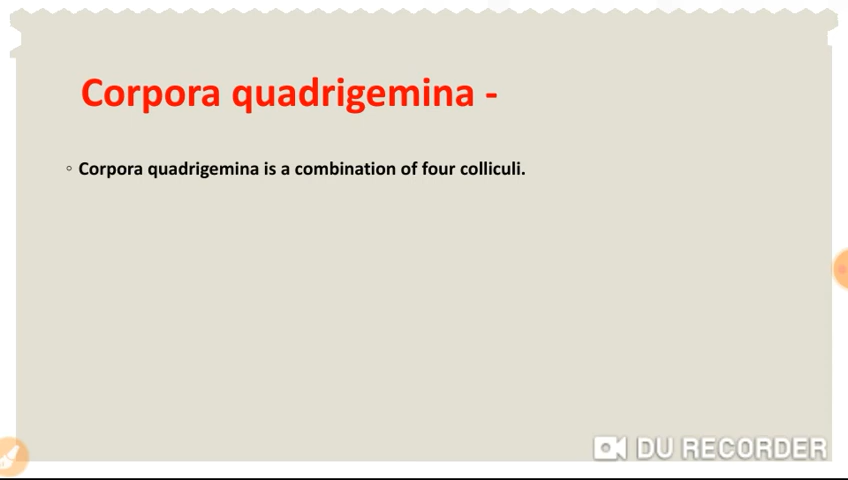 Corpora quadrigemina -
◦ Corpora quadrigemina is a combination of four colliculi.
DU RECORDER